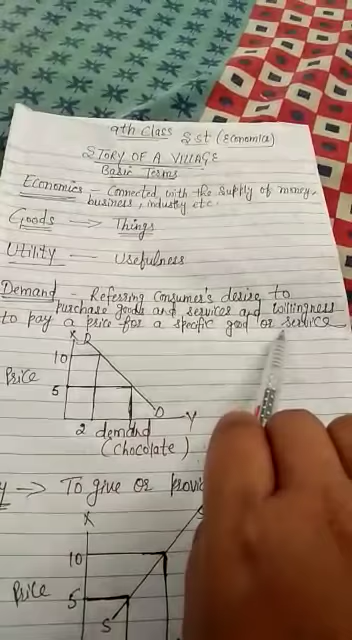 9th Class Sst (Economics)
STORY OF A VILLAGE
Basic Terms
Economics - Connected with the supply of money,
business, industry etc.
Goods → Things
Utility — Usefulness
Demand - Referring consumer's desire to
purchase goods and services and willingness
to pay a price for a specific good or service
X D
10
Price
5
D
Y
2 demand
(chocolate)
y → To give or provi
X
10
Price
5
S